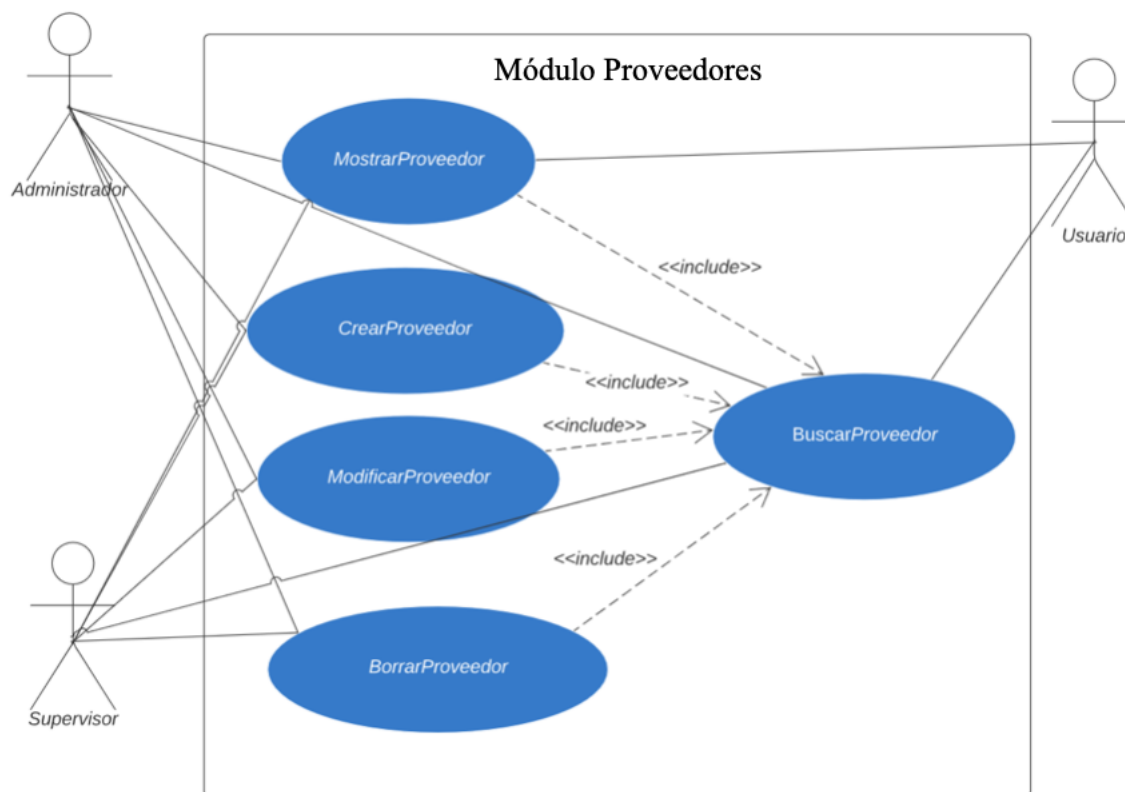 Módulo Proveedores
MostrarProveedor
Administrador
Usuario
<<include>>
CrearProveedor
<<include>>
<<include>>
BuscarProveedor
ModificarProveedor
<<include>>
BorrarProveedor
Supervisor